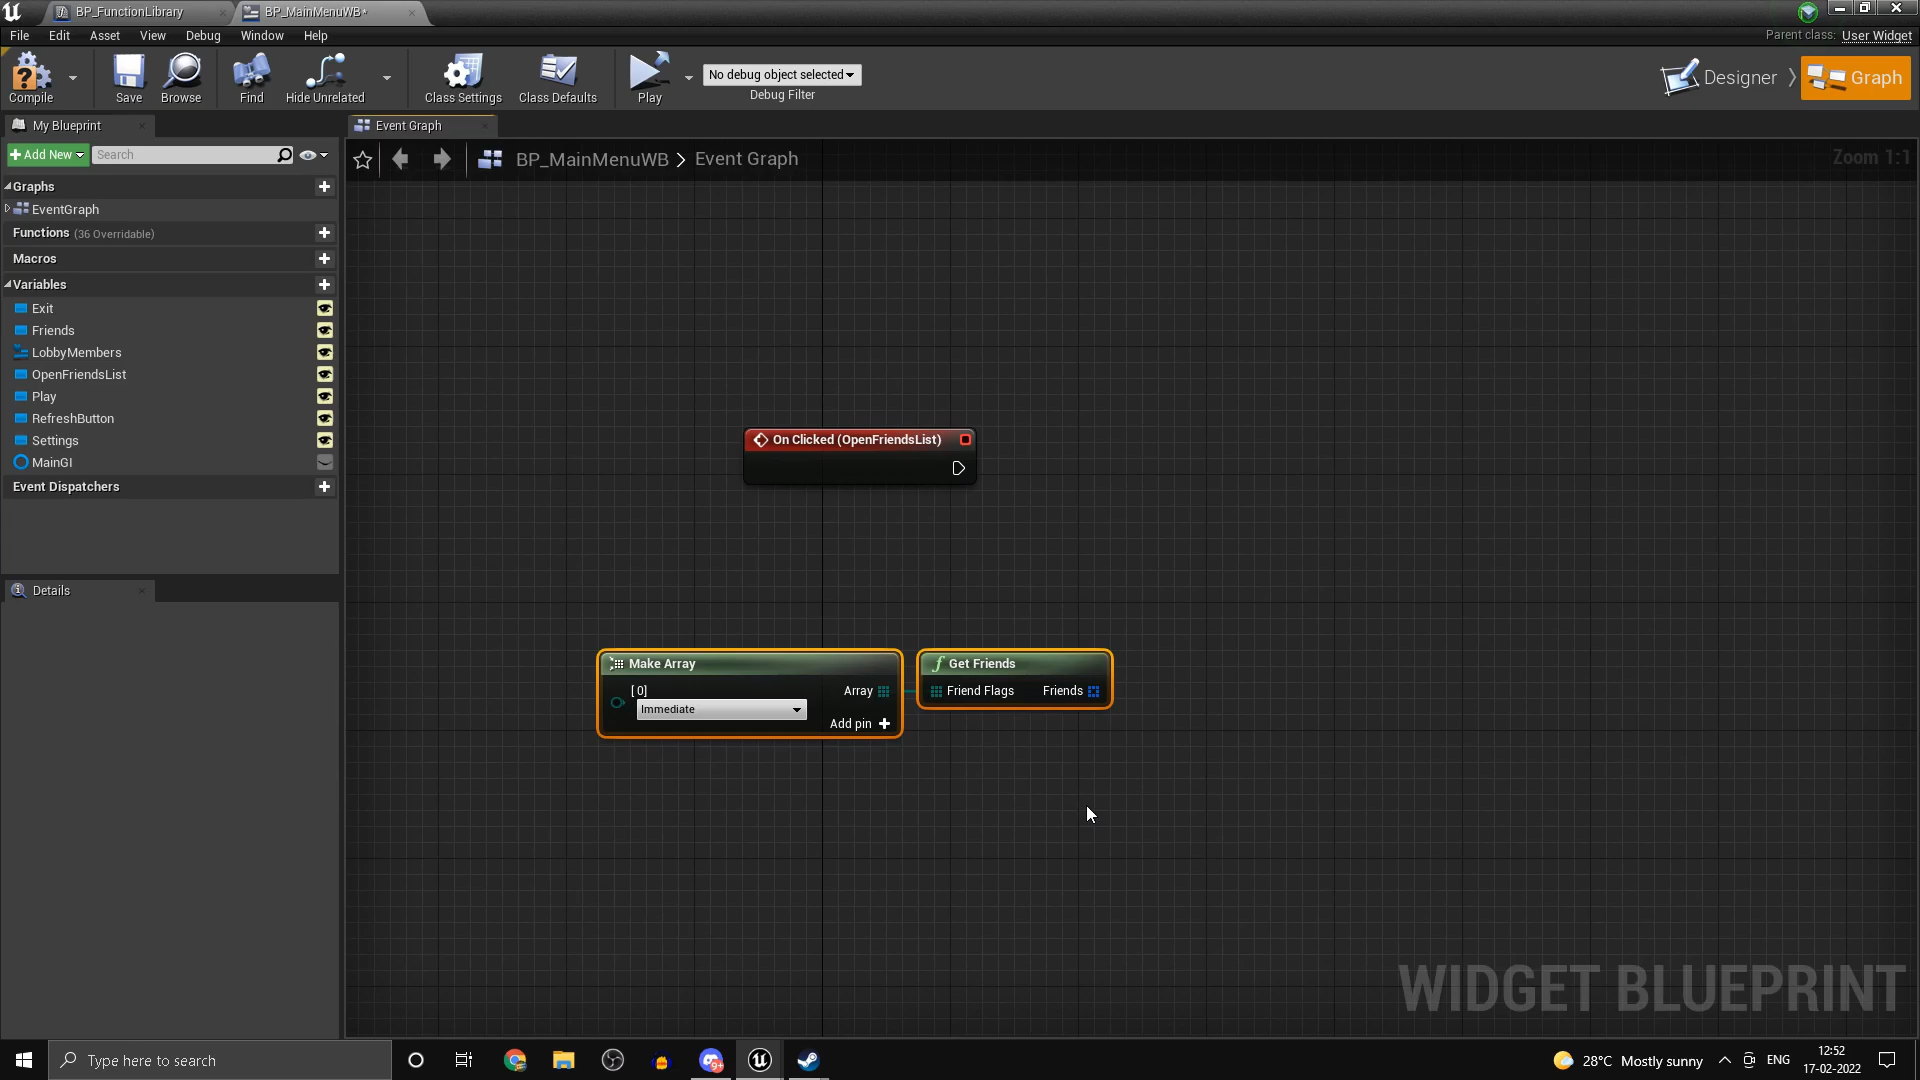 BP_FunctionLibrary
BP_MainMenuWB*
File Edit Asset View Debug Window Help
Parent class: User Widget
Compile
Save
Browse
Find
Hide Unrelated
Class Settings
Class Defaults
Play
No debug object selected
Debug Filter
Designer
Graph
My Blueprint
Event Graph
Add New
Search
BP_MainMenuWB > Event Graph
Zoom 1:1
Graphs
EventGraph
Functions (36 Overridable)
Macros
Variables
Exit
Friends
LobbyMembers
OpenFriendsList
Play
RefreshButton
Settings
MainGI
Event Dispatchers
Details
On Clicked (OpenFriendsList)
Make Array
[0]
Immediate
Array
Add pin
Get Friends
Friend Flags
Friends
WIDGET BLUEPRINT
Type here to search
9+
28°C Mostly sunny
ENG
12:52
17-02-2022